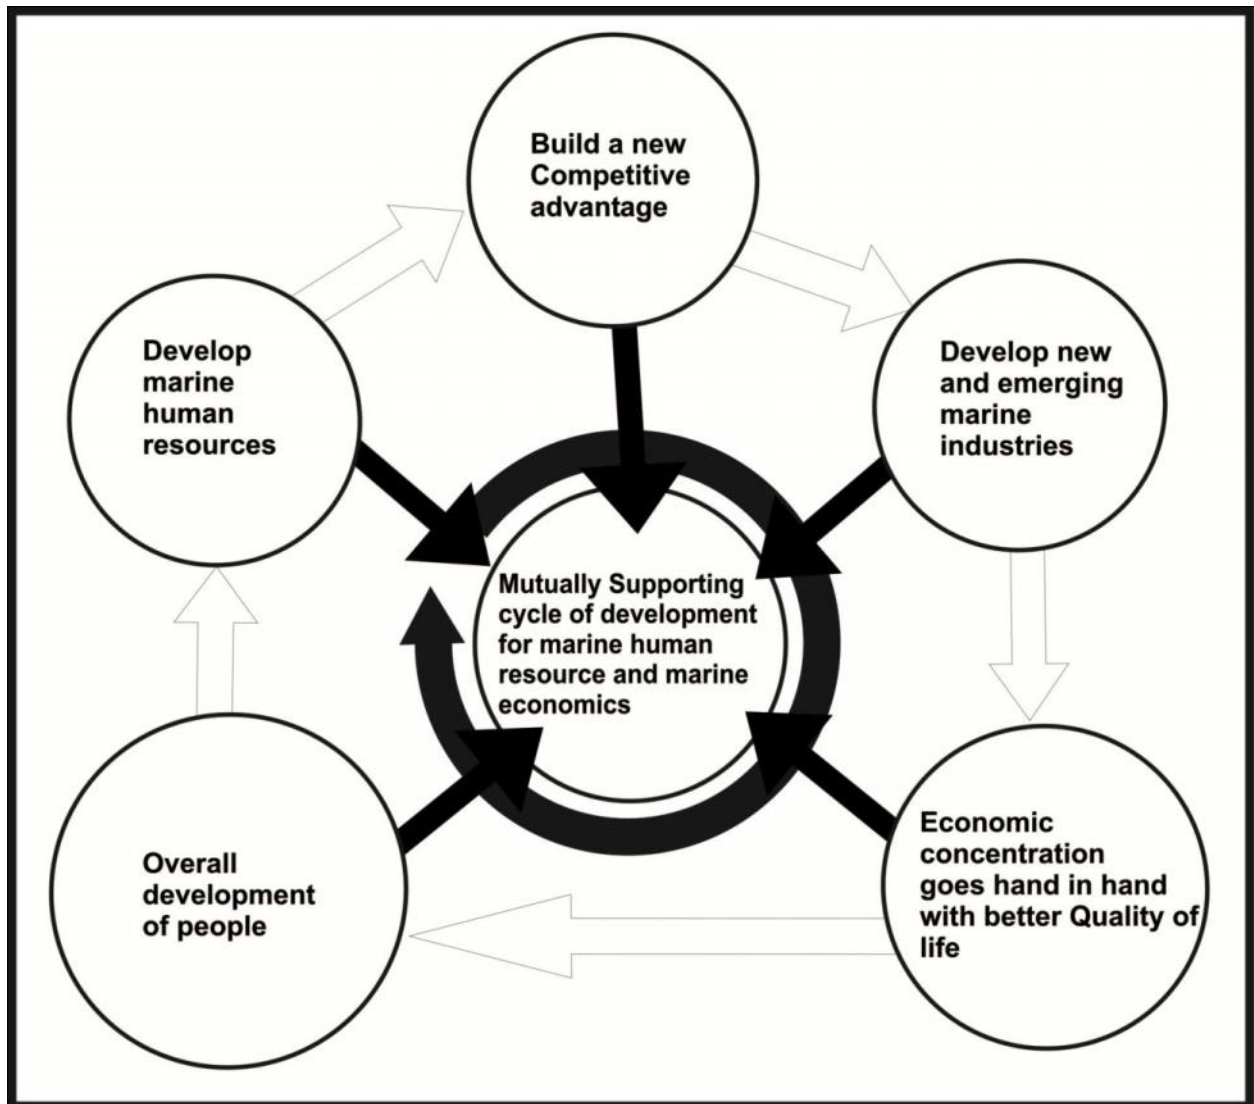 Build a new
Competitive
advantage
Develop
marine
human
resources
Develop new
and emerging
marine
industries
Mutually Supporting
cycle of development
for marine human
resource and marine
economics
Overall
development
of people
Economic
concentration
goes hand in hand
with better Quality of
life